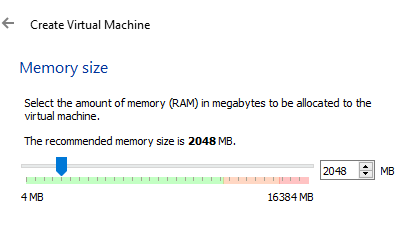 Create Virtual Machine
Memory size
Select the amount of memory (RAM) in megabytes to be allocated to the
virtual machine.
The recommended memory size is 2048 MB.
2048 MB
4 MB 16384 MB